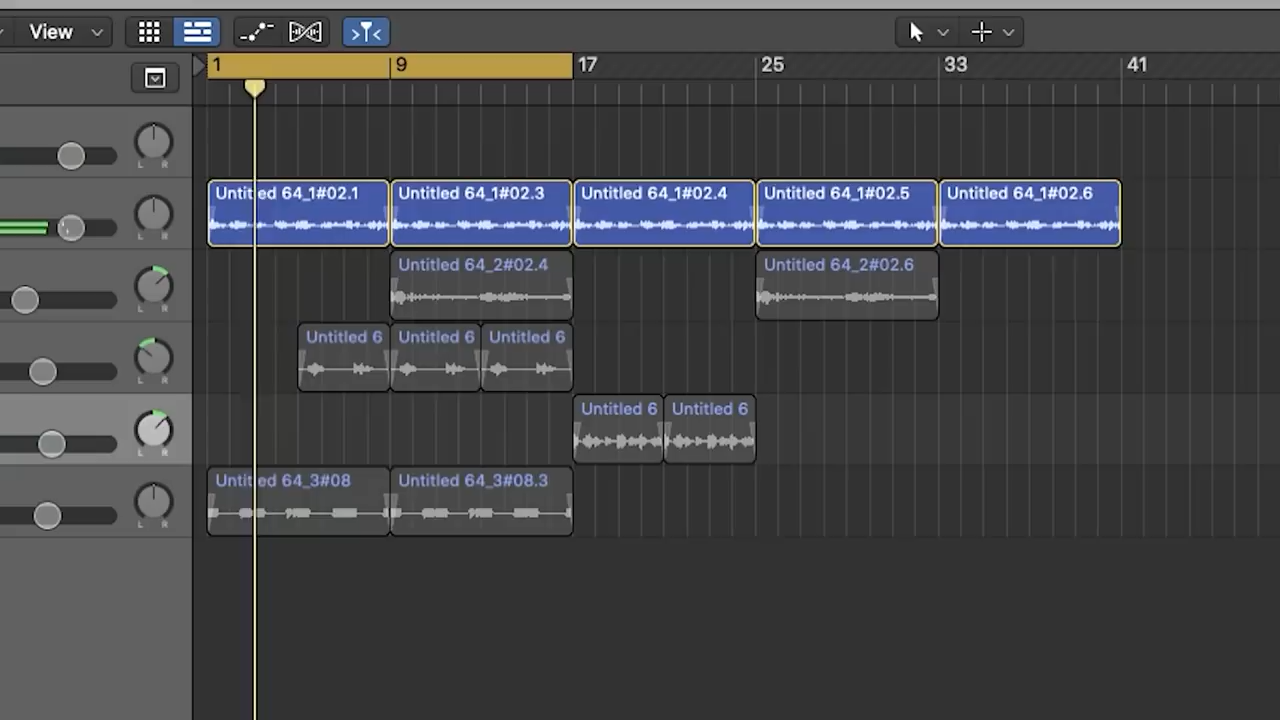 View
1 9 17 25 33 41
L R
Untitled 64_1#02.1 Untitled 64_1#02.3 Untitled 64_1#02.4 Untitled 64_1#02.5 Untitled 64_1#02.6
L R
Untitled 64_2#02.4 Untitled 64_2#02.6
L R
Untitled 6 Untitled 6 Untitled 6
L R
Untitled 6 Untitled 6
L R
Untitled 64_3#08 Untitled 64_3#08.3
L R